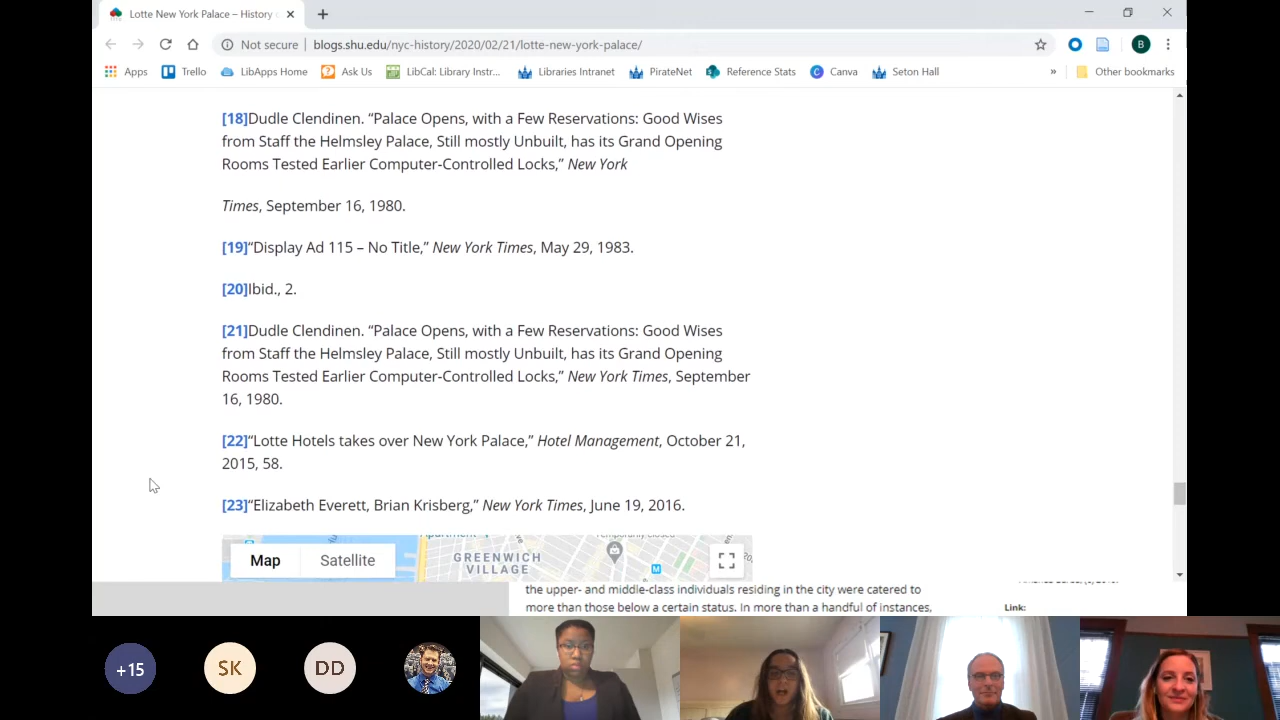 Lotte New York Palace – History
Not secure | blogs.shu.edu/nyc-history/2020/02/21/lotte-new-york-palace/
B
Apps Trello LibApps Home Ask Us LibCal: Library Instr... Libraries Intranet PirateNet Reference Stats Canva Seton Hall » Other bookmarks
[18]Dudle Clendinen. “Palace Opens, with a Few Reservations: Good Wises
from Staff the Helmsley Palace, Still mostly Unbuilt, has its Grand Opening
Rooms Tested Earlier Computer-Controlled Locks,” New York
Times, September 16, 1980.
[19]“Display Ad 115 – No Title,” New York Times, May 29, 1983.
[20]Ibid., 2.
[21]Dudle Clendinen. “Palace Opens, with a Few Reservations: Good Wises
from Staff the Helmsley Palace, Still mostly Unbuilt, has its Grand Opening
Rooms Tested Earlier Computer-Controlled Locks,” New York Times, September
16, 1980.
[22]“Lotte Hotels takes over New York Palace,” Hotel Management, October 21,
2015, 58.
[23]“Elizabeth Everett, Brian Krisberg,” New York Times, June 19, 2016.
Map Satellite
GREENWICH
VILLAGE
M
the upper- and middle-class individuals residing in the city were catered to
more than those below a certain status. In more than a handful of instances,
Link:
+15 SK DD